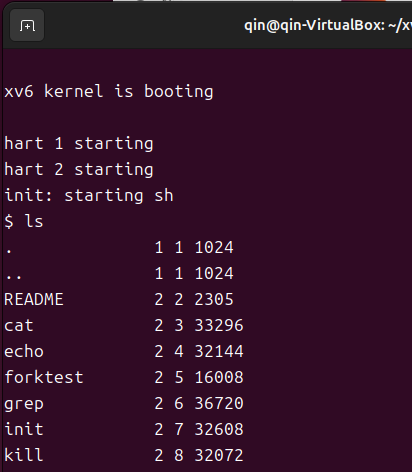 qin@qin-VirtualBox: ~/xv
xv6 kernel is booting
hart 1 starting
hart 2 starting
init: starting sh
$ ls
. 1 1 1024
.. 1 1 1024
README 2 2 2305
cat 2 3 33296
echo 2 4 32144
forktest 2 5 16008
grep 2 6 36720
init 2 7 32608
kill 2 8 32072